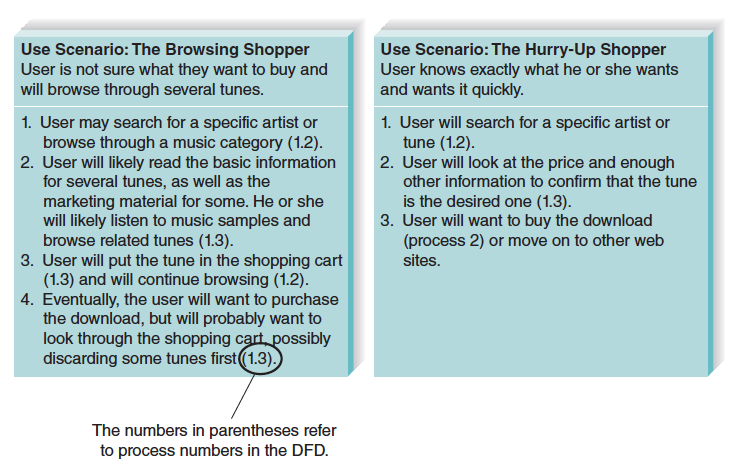 Use Scenario: The Browsing Shopper
User is not sure what they want to buy and
will browse through several tunes.
1. User may search for a specific artist or
browse through a music category (1.2).
2. User will likely read the basic information
for several tunes, as well as the
marketing material for some. He or she
will likely listen to music samples and
browse related tunes (1.3).
3. User will put the tune in the shopping cart
(1.3) and will continue browsing (1.2).
4. Eventually, the user will want to purchase
the download, but will probably want to
look through the shopping cart, possibly
discarding some tunes first (1.3).
Use Scenario: The Hurry-Up Shopper
User knows exactly what he or she wants
and wants it quickly.
1. User will search for a specific artist or
tune (1.2).
2. User will look at the price and enough
other information to confirm that the tune
is the desired one (1.3).
3. User will want to buy the download
(process 2) or move on to other web
sites.
The numbers in parentheses refer
to process numbers in the DFD.